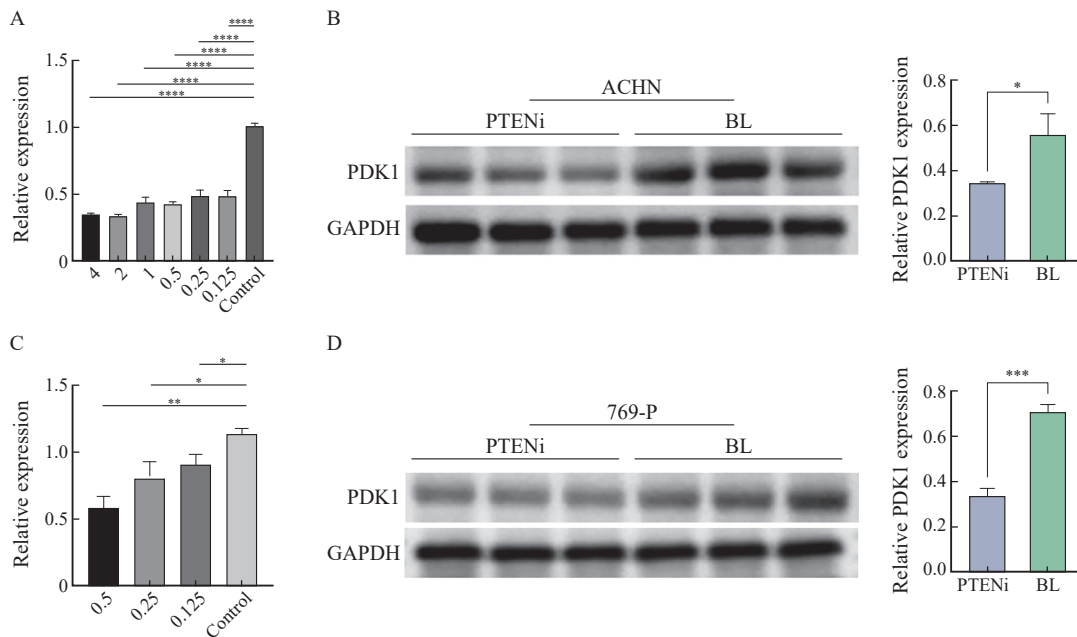 A
Relative expression
1.5
1.0
0.5
0
****
****
****
****
****
****
4
2
1
0.5
0.25
0.125
Control
B
ACHN
PTENi
BL
PDK1
GAPDH
Relative PDK1 expression
0.8
0.6
0.4
0.2
0.0
*
PTENi
BL
C
Relative expression
1.5
1.0
0.5
0
*
*
**
0.5
0.25
0.125
Control
D
769-P
PTENi
BL
PDK1
GAPDH
Relative PDK1 expression
0.8
0.6
0.4
0.2
0.0
***
PTENi
BL